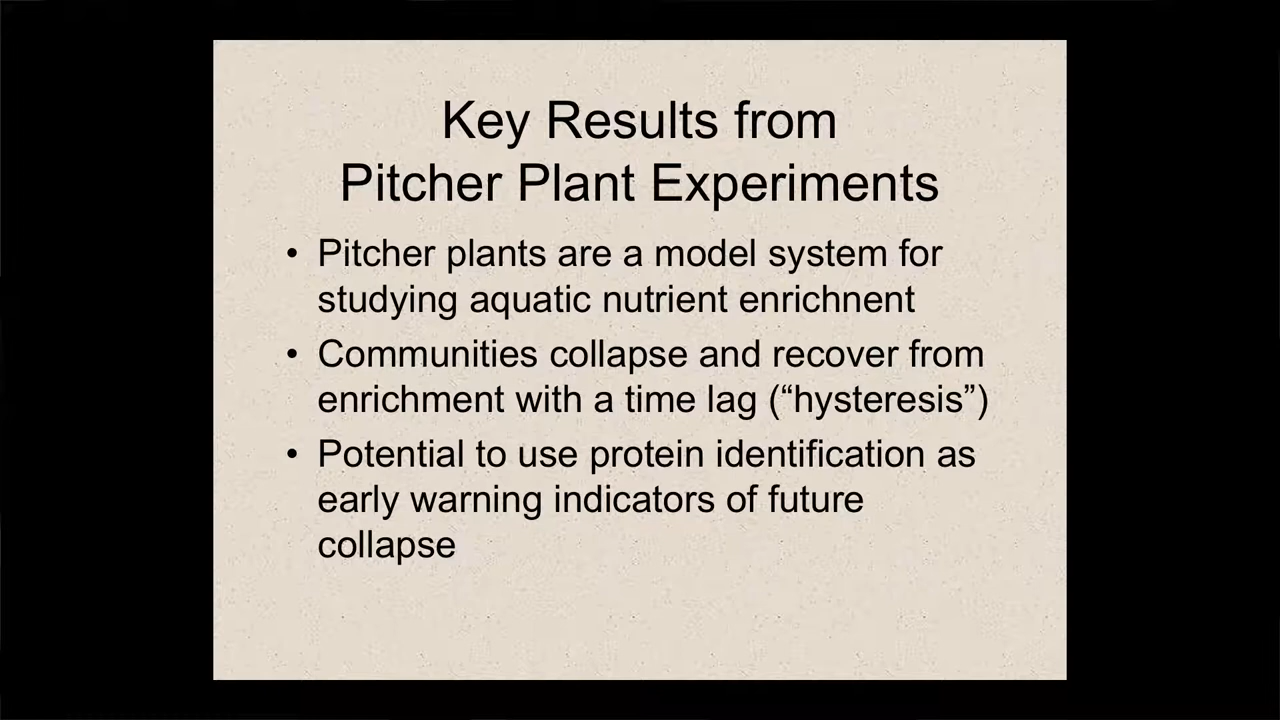 Key Results from
Pitcher Plant Experiments
• Pitcher plants are a model system for
studying aquatic nutrient enrichnent
• Communities collapse and recover from
enrichment with a time lag (“hysteresis”)
• Potential to use protein identification as
early warning indicators of future
collapse